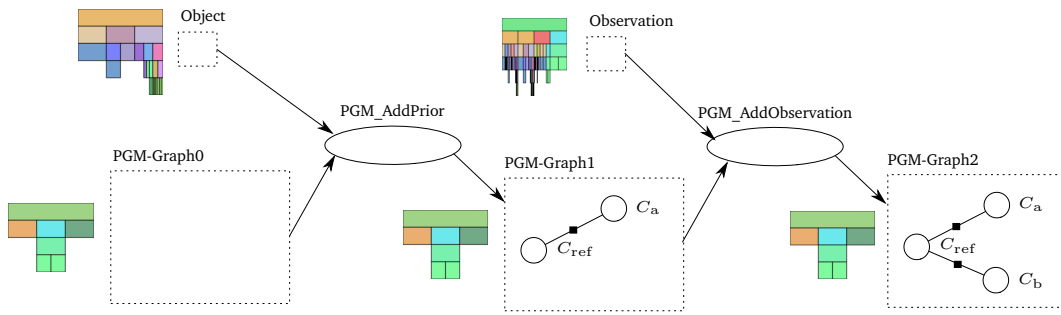 Object
Observation
PGM_AddPrior
PGM_AddObservation
PGM-Graph0
PGM-Graph1
PGM-Graph2
C_a
C_ref
C_a
C_ref
C_b